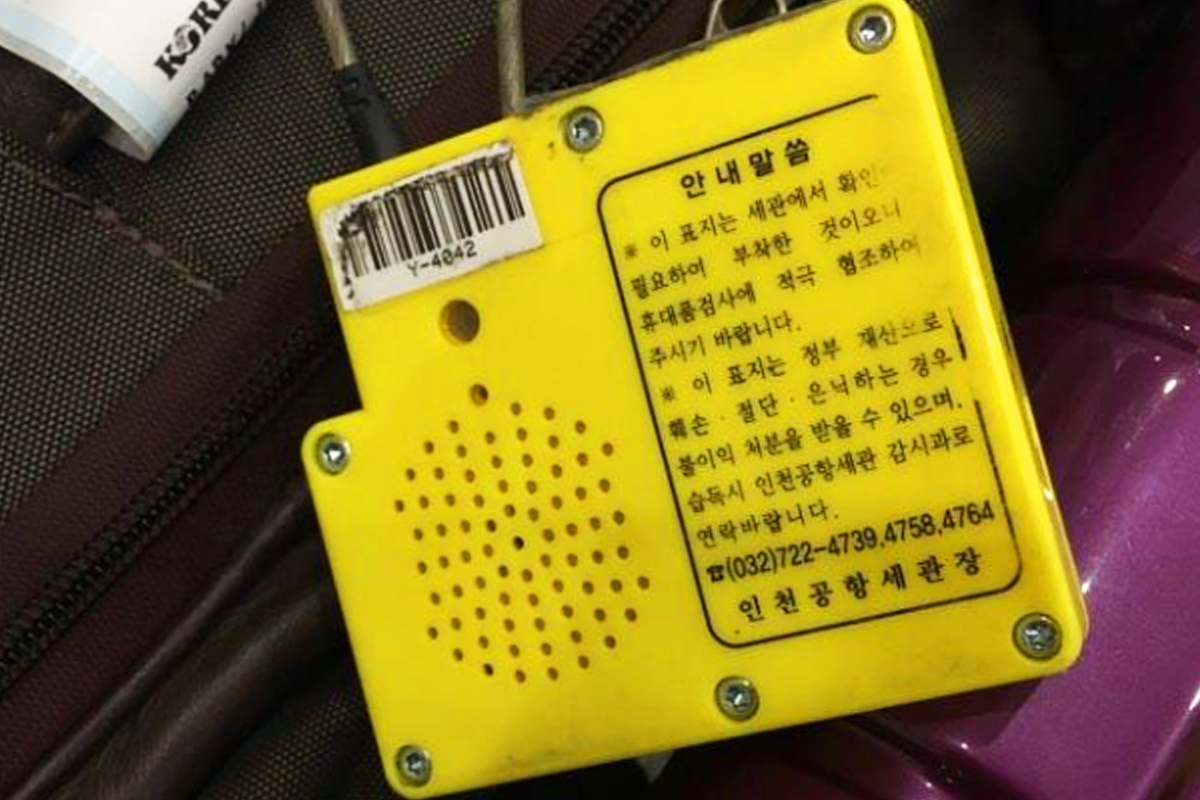 KORE
Y-4042
안내말씀
※ 이 표지는 세관에서 확인
필요하여 부착한 것이오니
휴대품검사에 적극 협조하여
주시기 바랍니다.
※ 이 표지는 정부 재산으로
훼손·절단·은닉하는 경우
불이익 처분을 받을 수 있으며,
습득시 인천공항세관 감시과로
연락바랍니다.
☎(032)722-4739,4758,4764
인천공항세관장